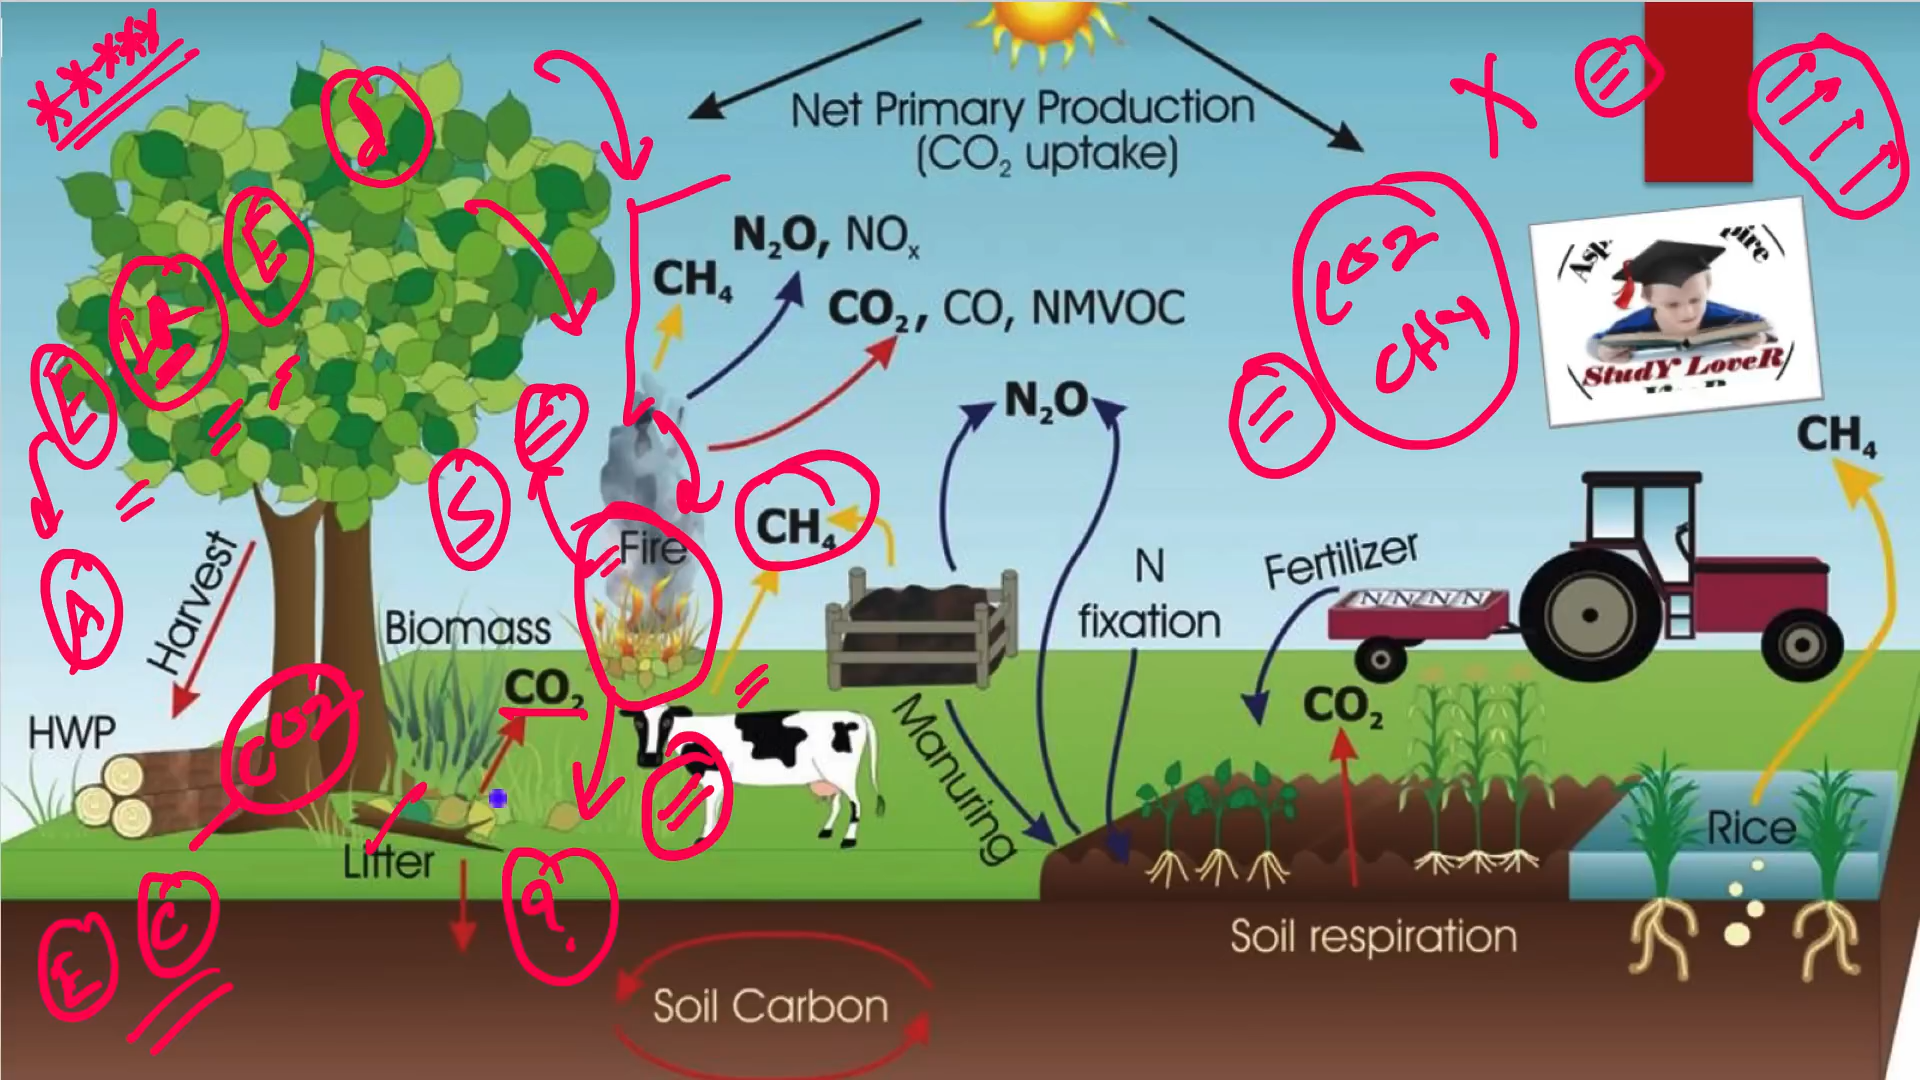 Net Primary Production
(CO₂ uptake)
N₂O, NOₓ
CH₄
CO₂, CO, NMVOC
CO2
CH4
StudY LoveR
N₂O
CH₄
CH₄
Fire
S
E
E
E
A
Harvest
Biomass
N
fixation
Fertilizer
N N N N
CO₂
CO₂
HWP
CO2
Manuring
Litter
Rice
9
E
C
Soil respiration
Soil Carbon